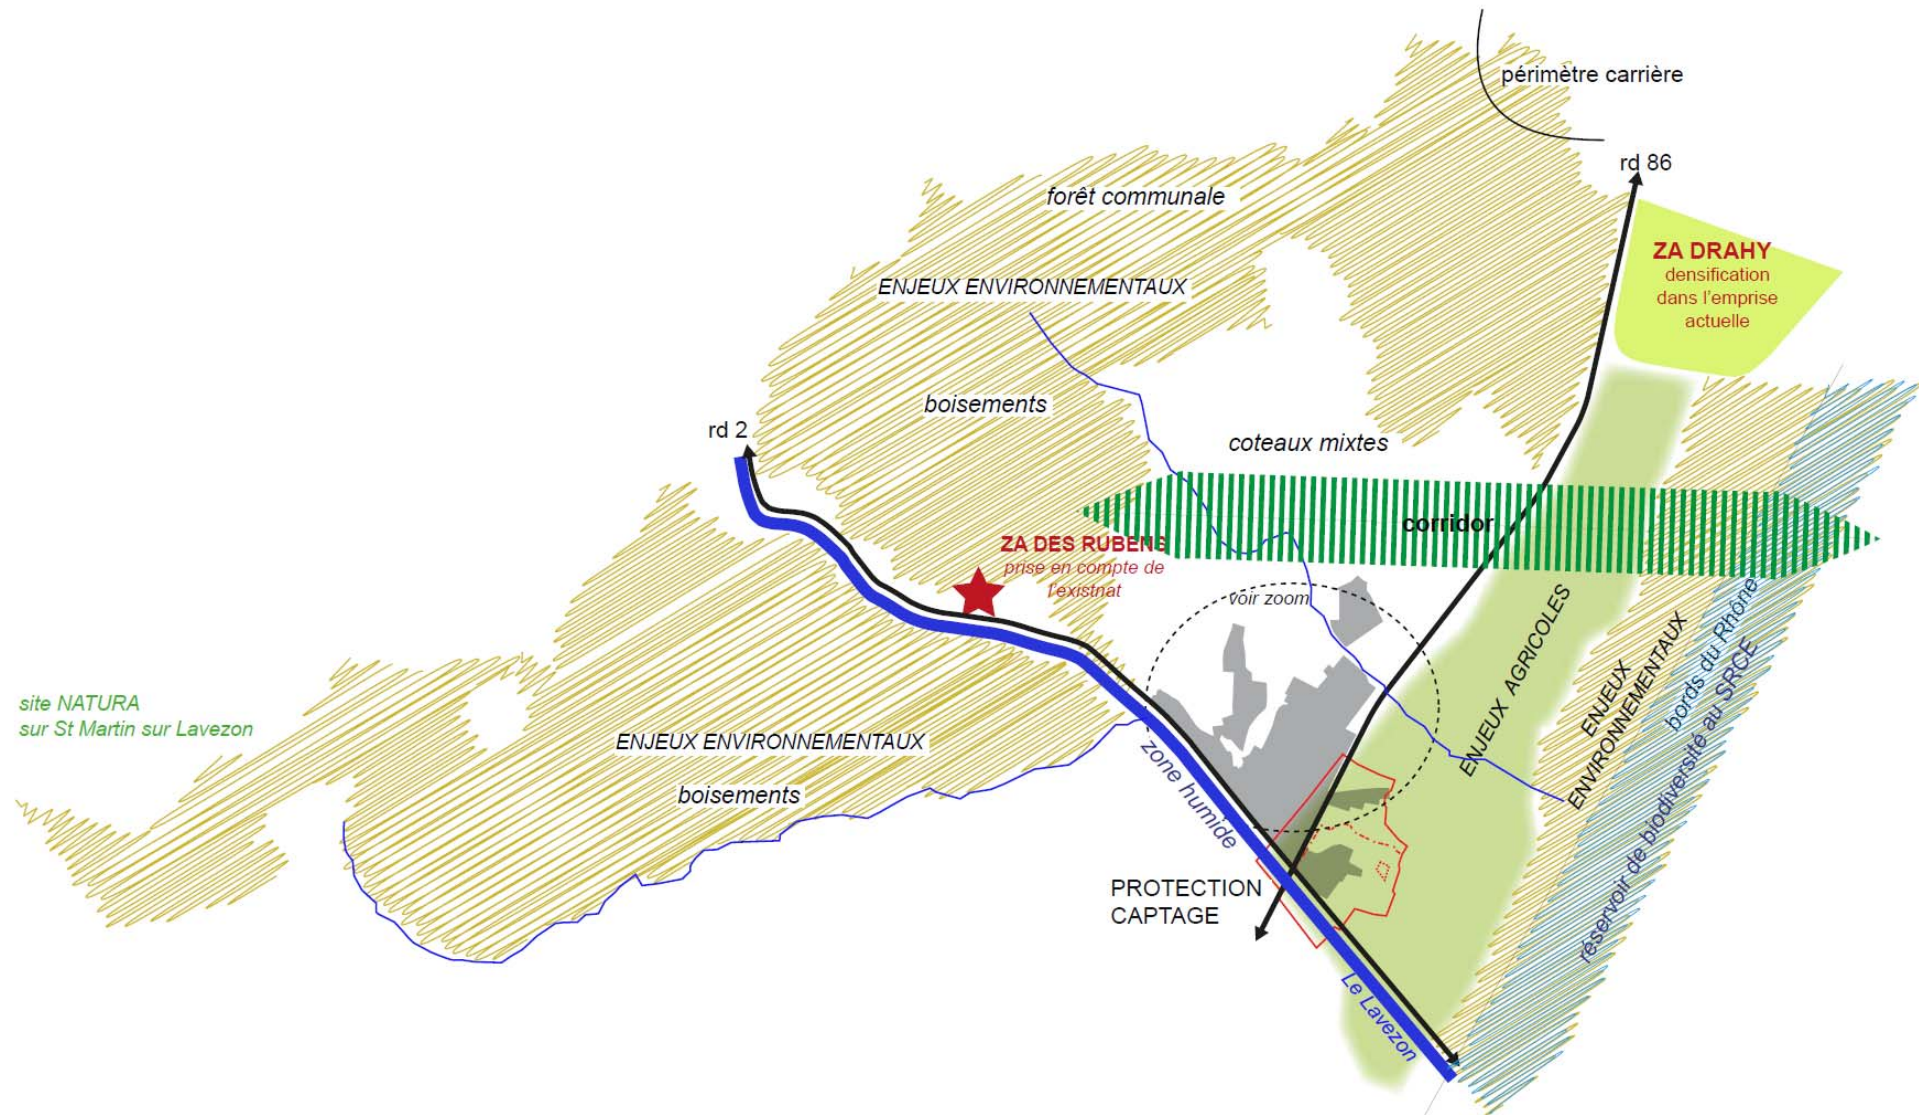 périmètre carrière
rd 86
forêt communale
ZA DRAHY
densification
dans l'emprise
actuelle
ENJEUX ENVIRONNEMENTAUX
boisements
rd 2
coteaux mixtes
corridor
ZA DES RUBENS
prise en compte de
l'existnat
voir zoom
ENJEUX AGRICOLES
ENJEUX
ENVIRONNEMENTAUX
bords du Rhône
réservoir de biodiversité au SRCE
site NATURA
sur St Martin sur Lavezon
ENJEUX ENVIRONNEMENTAUX
boisements
zone humide
PROTECTION
CAPTAGE
Le Lavezon